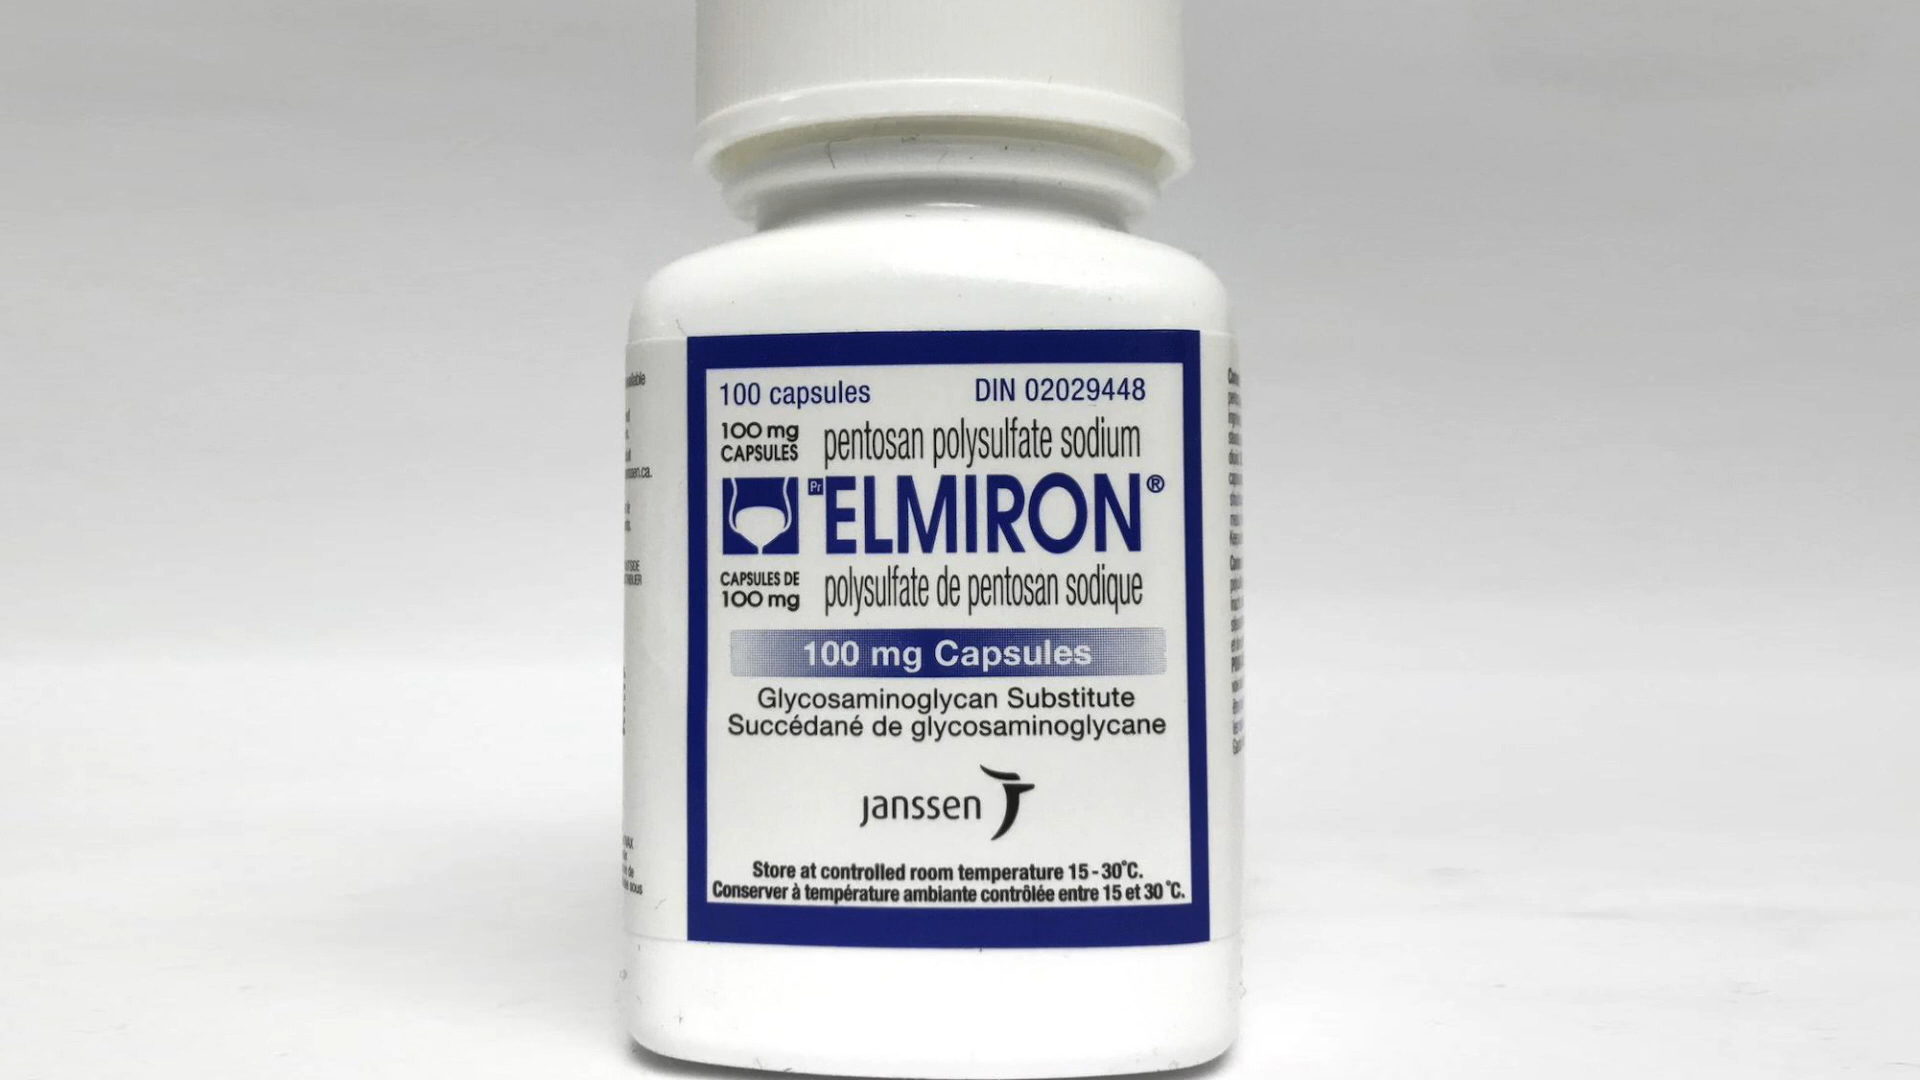 100 capsules DIN 02029448
100 mg
CAPSULES
pentosan polysulfate sodium
Pr ELMIRON®
CAPSULES DE
100 mg
polysulfate de pentosan sodique
100 mg Capsules
Glycosaminoglycan Substitute
Succédané de glycosaminoglycane
janssen
Store at controlled room temperature 15-30°C.
Conserver à température ambiante contrôlée entre 15 et 30 °C.